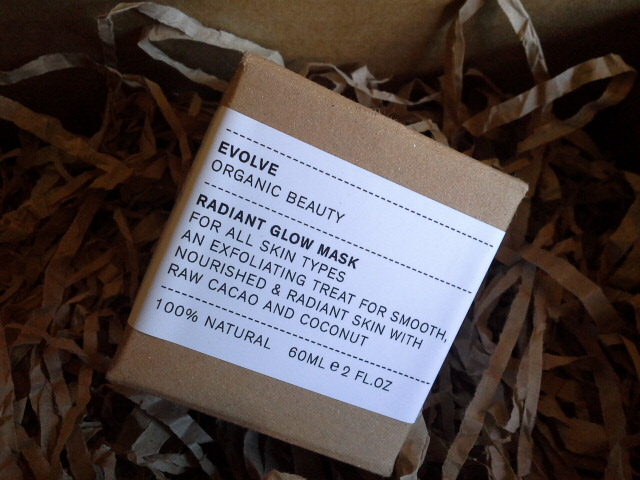 EVOLVE
ORGANIC BEAUTY
RADIANT GLOW MASK
FOR ALL SKIN TYPES
AN EXFOLIATING TREAT FOR SMOOTH,
NOURISHED & RADIANT SKIN WITH
RAW CACAO AND COCONUT
100% NATURAL 60ML e 2 FL.OZ